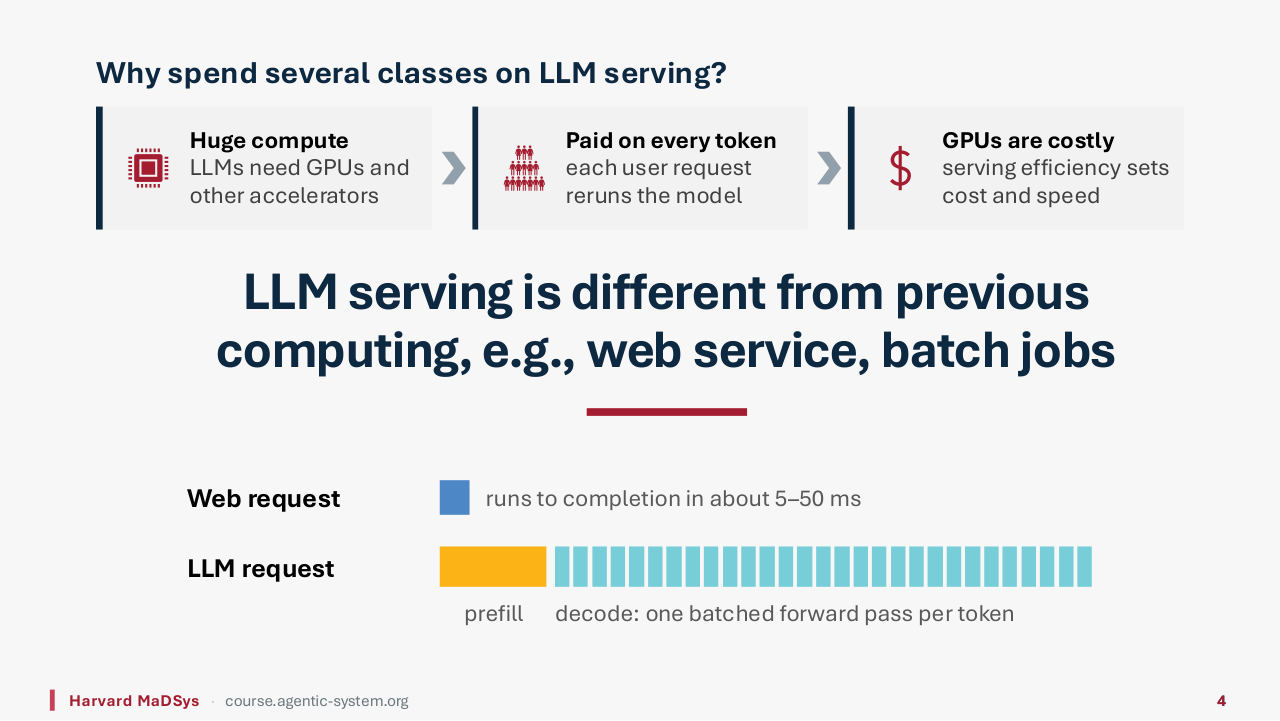 Why spend several classes on LLM serving?
Huge compute
LLMs need GPUs and
other accelerators
Paid on every token
each user request
reruns the model
$
GPUs are costly
serving efficiency sets
cost and speed
LLM serving is different from previous
computing, e.g., web service, batch jobs
Web request
runs to completion in about 5–50 ms
LLM request
prefill
decode: one batched forward pass per token
Harvard MaDSys · course.agentic-system.org
4